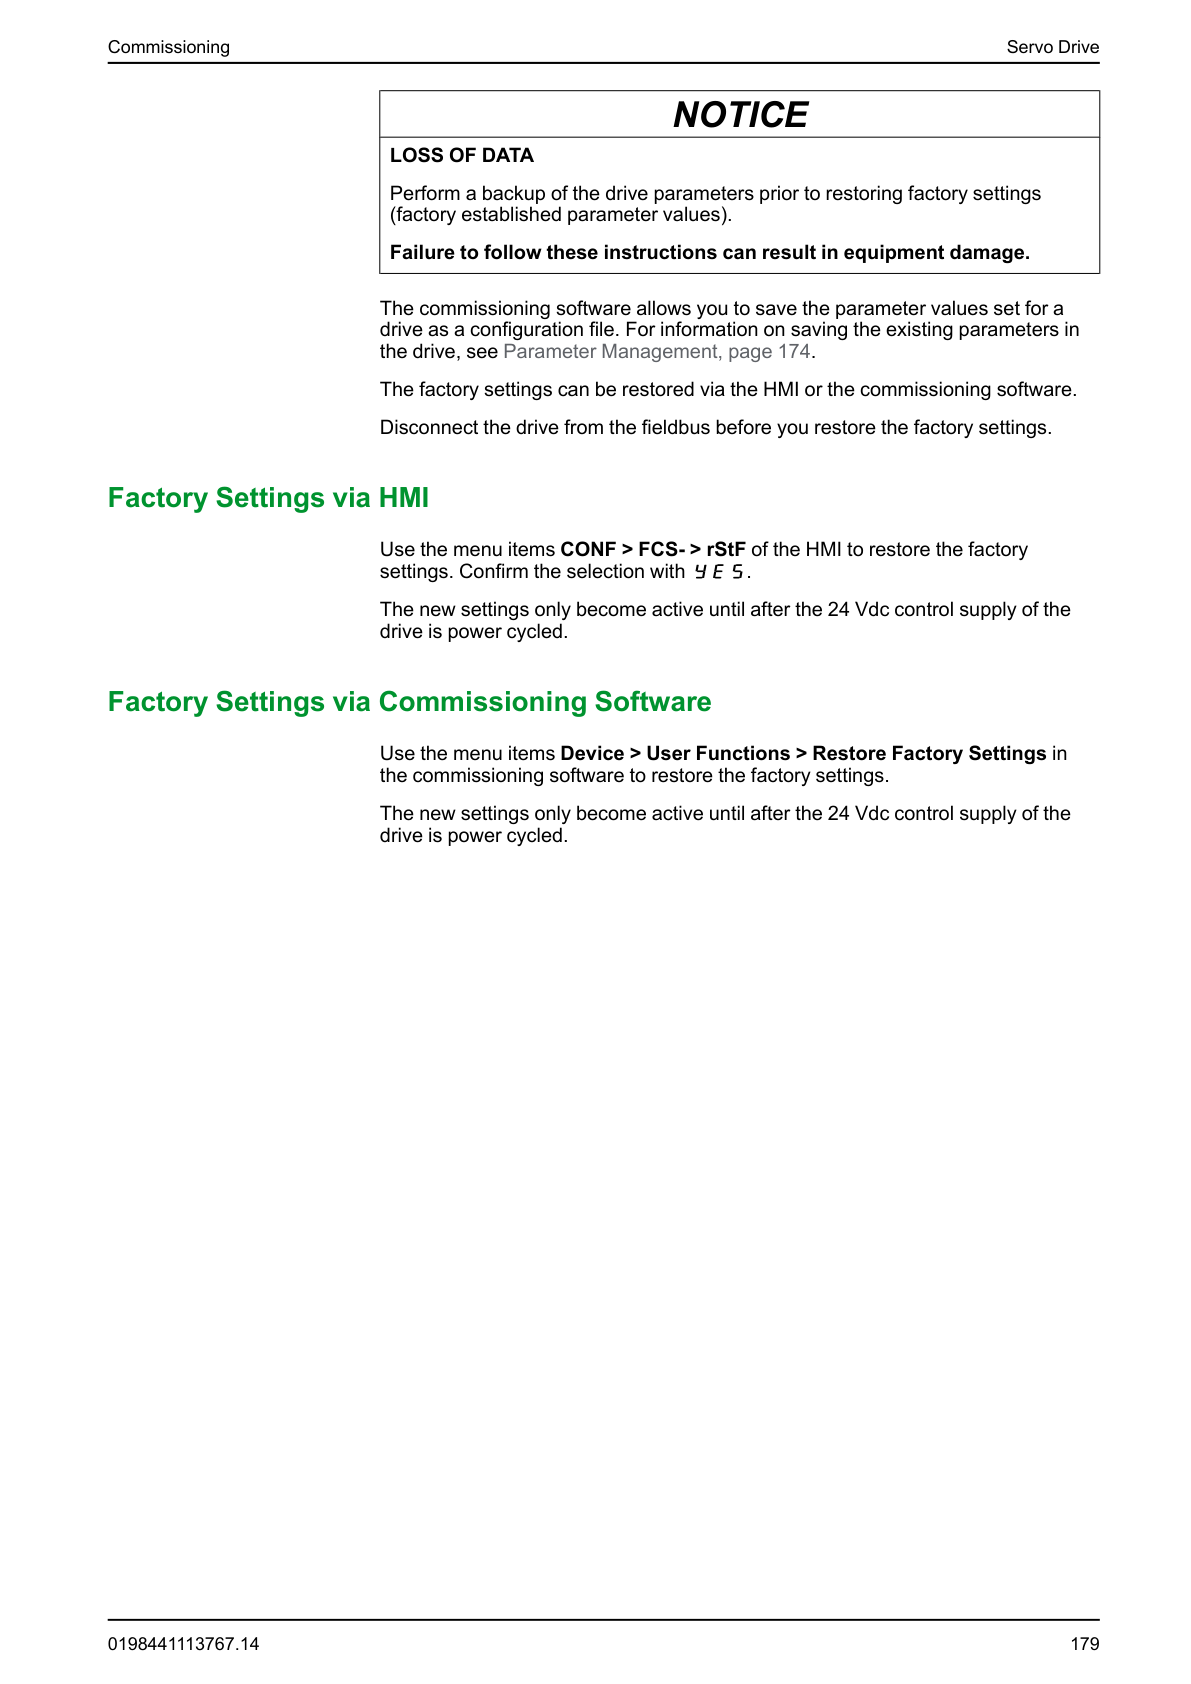 Commissioning
Servo Drive
NOTICE
LOSS OF DATA
Perform a backup of the drive parameters prior to restoring factory settings
(factory established parameter values).
Failure to follow these instructions can result in equipment damage.
The commissioning software allows you to save the parameter values set for a
drive as a configuration file. For information on saving the existing parameters in
the drive, see Parameter Management, page 174.
The factory settings can be restored via the HMI or the commissioning software.
Disconnect the drive from the fieldbus before you restore the factory settings.
Factory Settings via HMI
Use the menu items CONF > FCS- > rStF of the HMI to restore the factory
settings. Confirm the selection with YES.
The new settings only become active until after the 24 Vdc control supply of the
drive is power cycled.
Factory Settings via Commissioning Software
Use the menu items Device > User Functions > Restore Factory Settings in
the commissioning software to restore the factory settings.
The new settings only become active until after the 24 Vdc control supply of the
drive is power cycled.
0198441113767.14
179